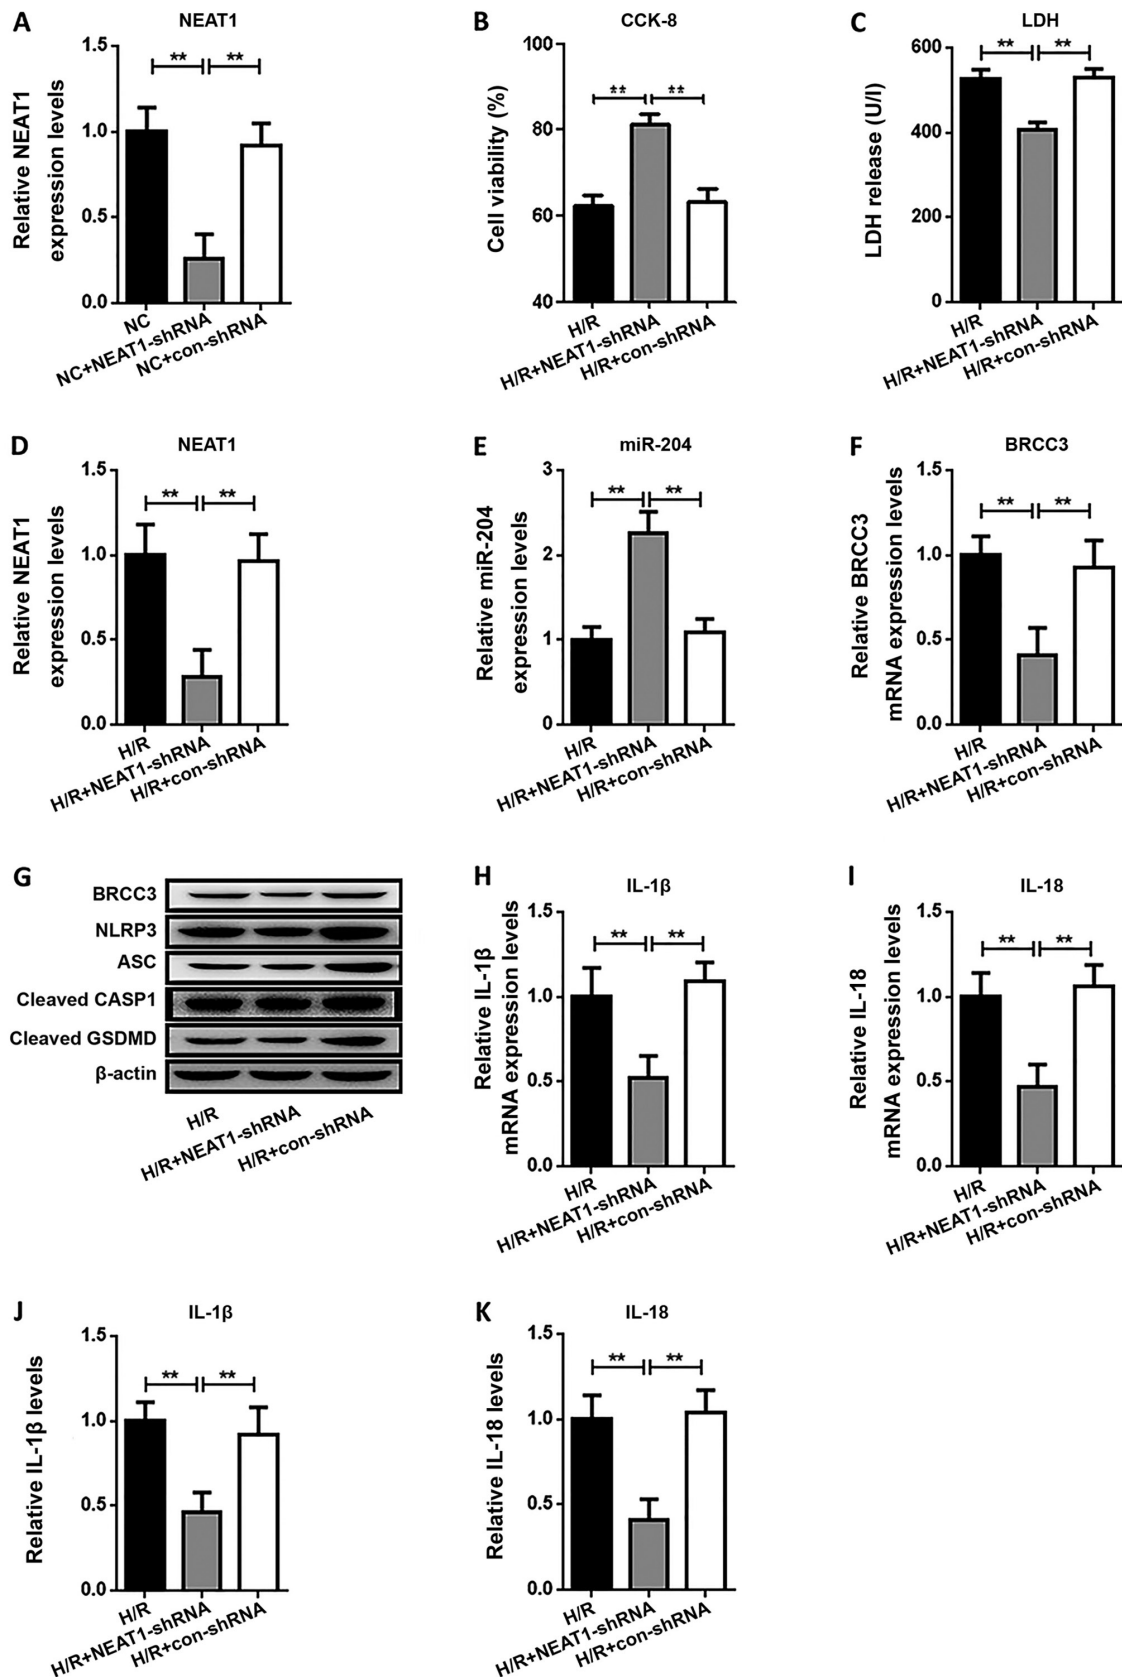 A
NEAT1
Relative NEAT1
expression levels
1.5
1.0
0.5
0.0
** **
NC
NC+NEAT1-shRNA
NC+con-shRNA
B
CCK-8
Cell viability (%)
100
80
60
40
** **
H/R
H/R+NEAT1-shRNA
H/R+con-shRNA
C
LDH
LDH release (U/l)
600
400
200
0
** **
H/R
H/R+NEAT1-shRNA
H/R+con-shRNA
D
NEAT1
Relative NEAT1
expression levels
1.5
1.0
0.5
0.0
** **
H/R
H/R+NEAT1-shRNA
H/R+con-shRNA
E
miR-204
Relative miR-204
expression levels
3
2
1
0
** **
H/R
H/R+NEAT1-shRNA
H/R+con-shRNA
F
BRCC3
Relative BRCC3
mRNA expression levels
1.5
1.0
0.5
0.0
** **
H/R
H/R+NEAT1-shRNA
H/R+con-shRNA
G
BRCC3
NLRP3
ASC
Cleaved CASP1
Cleaved GSDMD
β-actin
H/R
H/R+NEAT1-shRNA
H/R+con-shRNA
H
IL-1β
Relative IL-1β
mRNA expression levels
1.5
1.0
0.5
0.0
** **
H/R
H/R+NEAT1-shRNA
H/R+con-shRNA
I
IL-18
Relative IL-18
mRNA expression levels
1.5
1.0
0.5
0.0
** **
H/R
H/R+NEAT1-shRNA
H/R+con-shRNA
J
IL-1β
Relative IL-1β levels
1.5
1.0
0.5
0.0
** **
H/R
H/R+NEAT1-shRNA
H/R+con-shRNA
K
IL-18
Relative IL-18 levels
1.5
1.0
0.5
0.0
** **
H/R
H/R+NEAT1-shRNA
H/R+con-shRNA